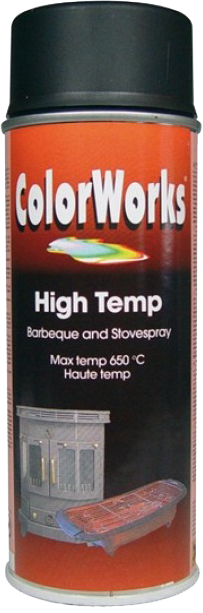 ColorWorks
High Temp
Barbeque and Stovespray
Max temp 650 °C
Haute temp